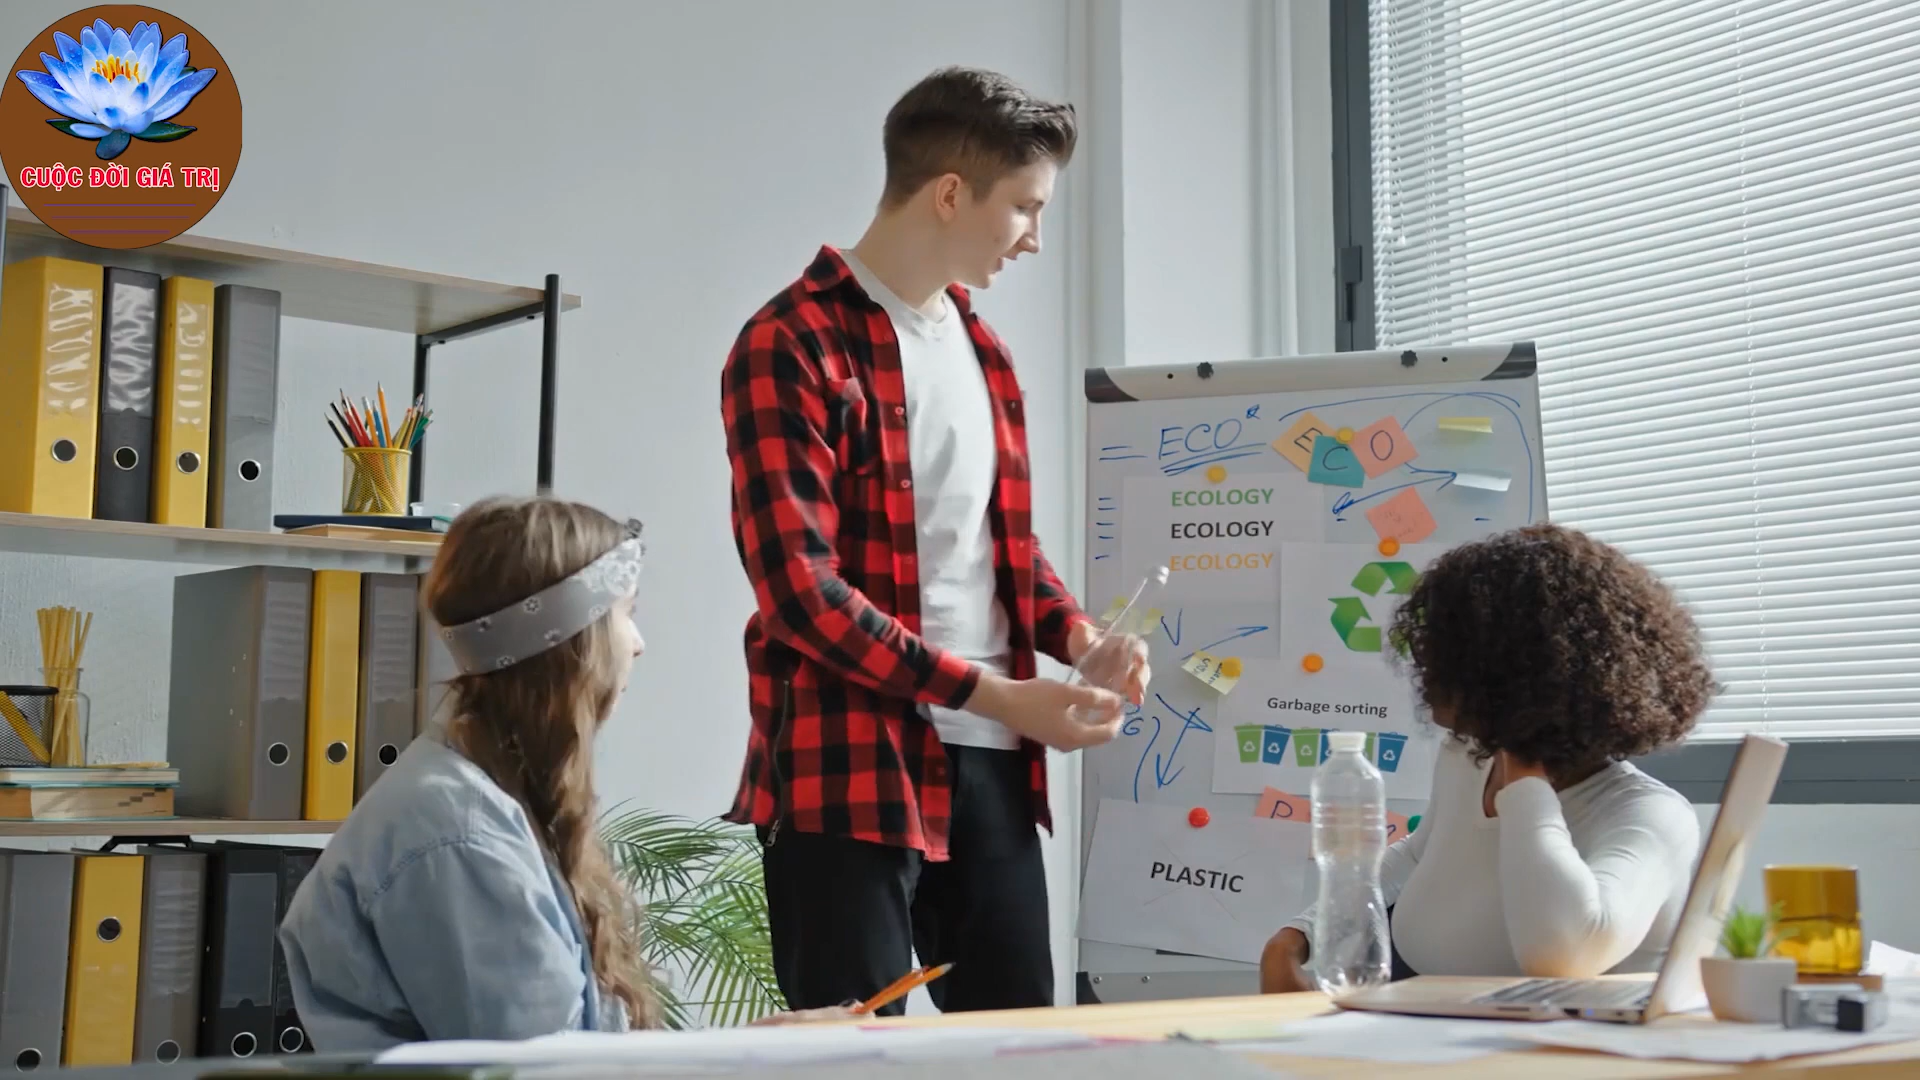 CUỘC ĐỜI GIÁ TRỊ
ECO
E C O
ECOLOGY
ECOLOGY
ECOLOGY
Garbage sorting
P
PLASTIC